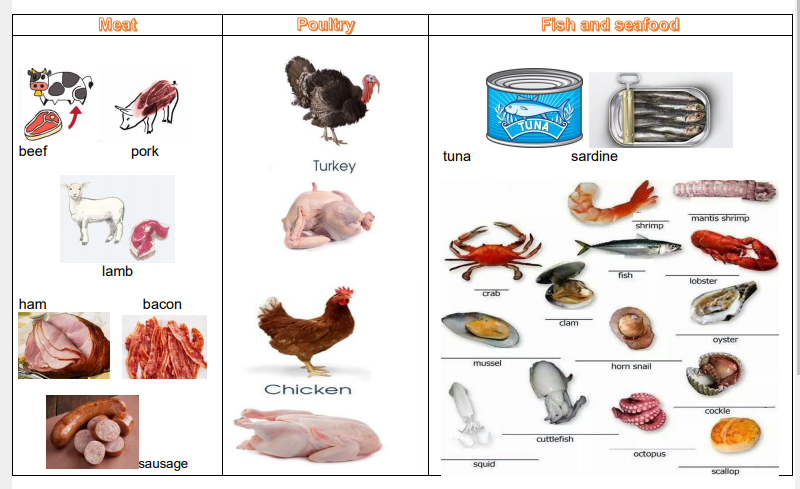 Meat
Poultry
Fish and seafood
beef
pork
lamb
ham
bacon
sausage
Turkey
Chicken
TUNA
tuna
sardine
shrimp
mantis shrimp
crab
fish
lobster
clam
oyster
mussel
horn snail
cockle
cuttlefish
octopus
squid
scallop